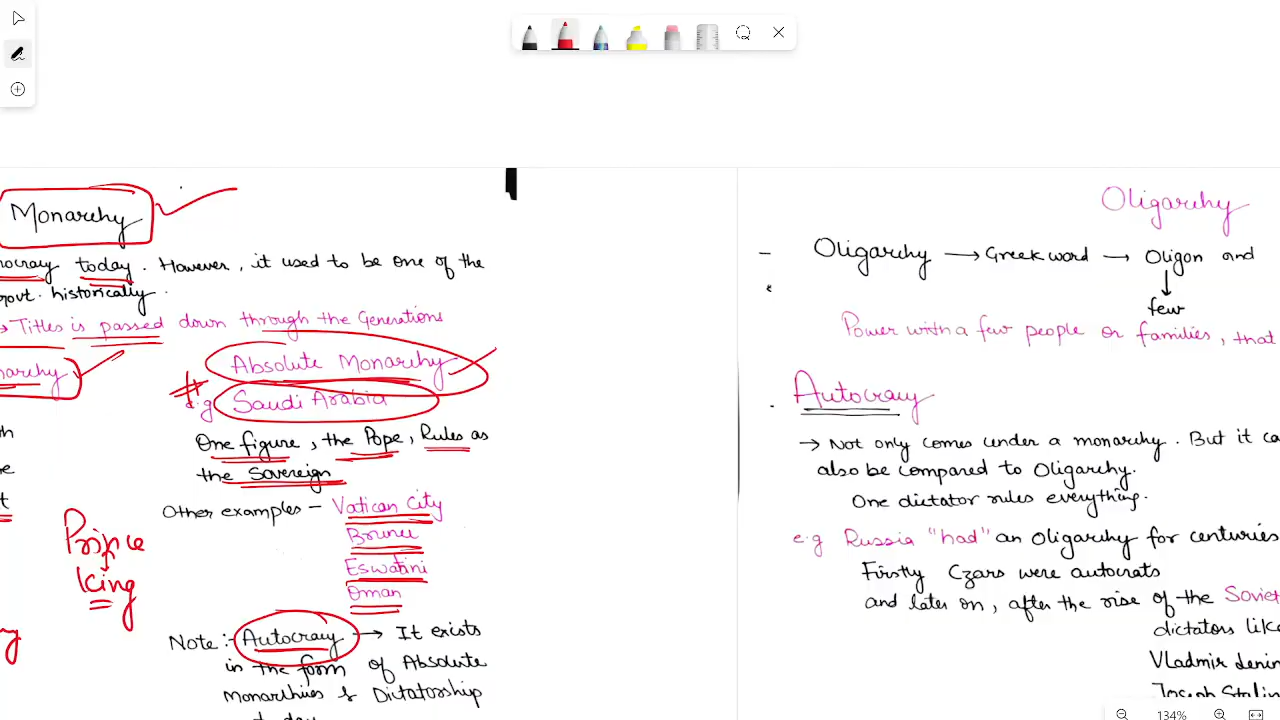 Monarchy
today. However, it used to be one of the
govt. historically.
→ Titles is passed down through the Generations
Absolute Monarchy
# e.g Saudi Arabia
One figure, the Pope, Rules as
the Sovereign
Other examples - Vatican City
Brunei
Eswatini
Oman
Prince
King
Note:- Autocracy → It exists
in the form of Absolute
Monarchies & Dictatorship
today
Oligarchy
- Oligarchy → Greek word → Oligon and
↓
few
Power with a few people or families, that
Autocracy
→ Not only comes under a monarchy. But it ca
also be compared to Oligarchy.
One dictator rules everything.
e.g Russia "had" an Oligarchy for centuries
Firstly Czars were autocrats
and later on, after the rise of the Soviet
dictators like
Vladmir Lenin
Joseph Stalin
134%